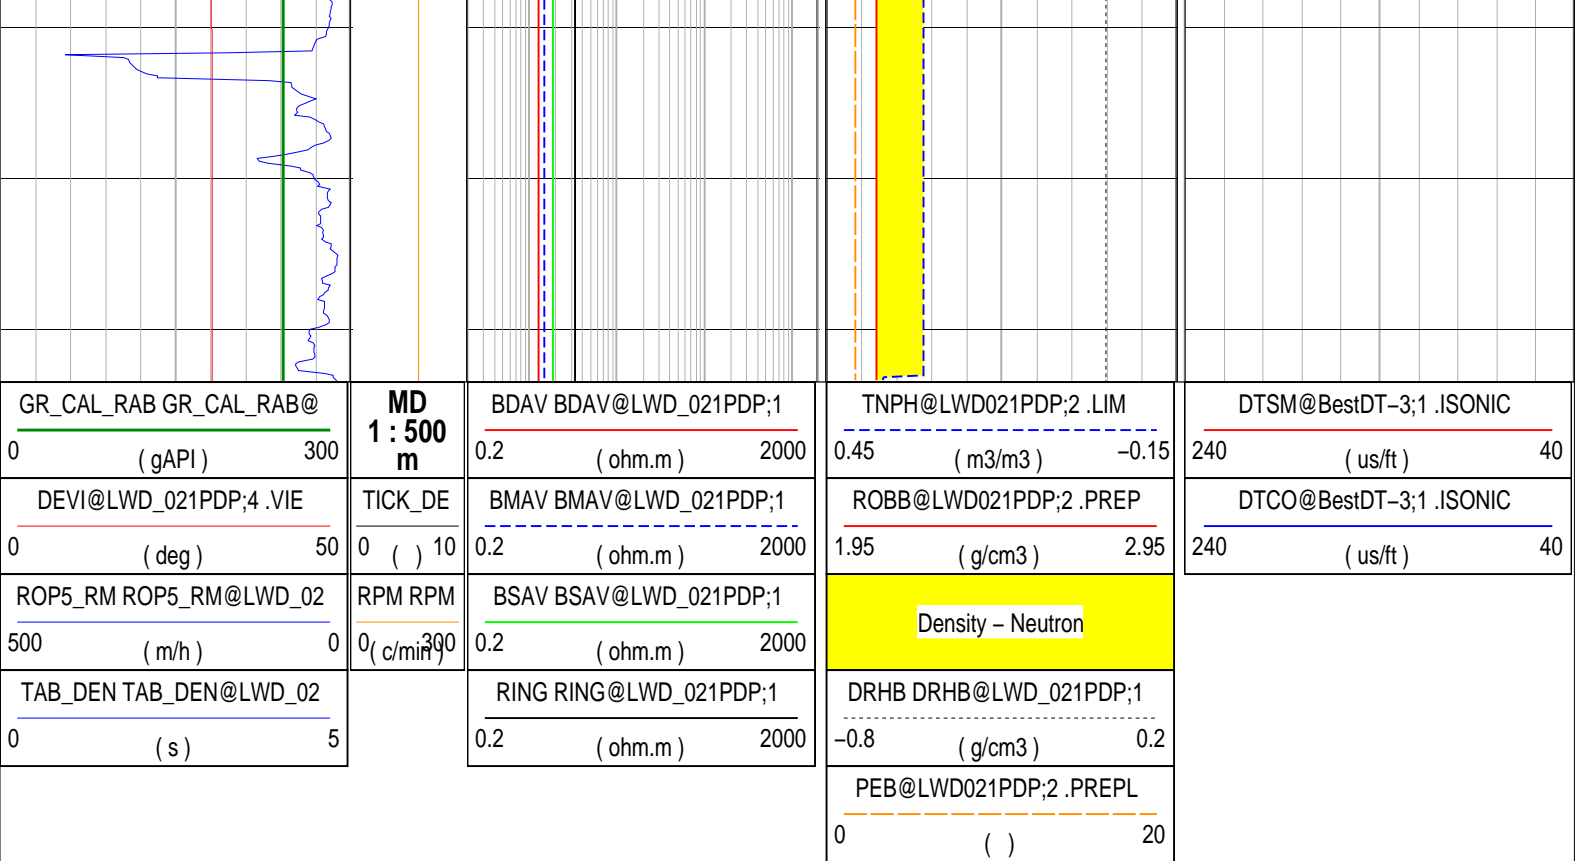 GR_CAL_RAB GR_CAL_RAB@
0 ( gAPI ) 300
DEVI@LWD_021PDP;4 .VIE
0 ( deg ) 50
ROP5_RM ROP5_RM@LWD_02
500 ( m/h ) 0
TAB_DEN TAB_DEN@LWD_02
0 ( s ) 5
MD
1 : 500
m
TICK_DE
0 ( ) 10
RPM RPM
0 ( c/min ) 300
BDAV BDAV@LWD_021PDP;1
0.2 ( ohm.m ) 2000
BMAV BMAV@LWD_021PDP;1
0.2 ( ohm.m ) 2000
BSAV BSAV@LWD_021PDP;1
0.2 ( ohm.m ) 2000
RING RING@LWD_021PDP;1
0.2 ( ohm.m ) 2000
TNPH@LWD021PDP;2 .LIM
0.45 ( m3/m3 ) −0.15
ROBB@LWD021PDP;2 .PREP
1.95 ( g/cm3 ) 2.95
Density – Neutron
DRHB DRHB@LWD_021PDP;1
−0.8 ( g/cm3 ) 0.2
PEB@LWD021PDP;2 .PREPL
0 ( ) 20
DTSM@BestDT−3;1 .ISONIC
240 ( us/ft ) 40
DTCO@BestDT−3;1 .ISONIC
240 ( us/ft ) 40